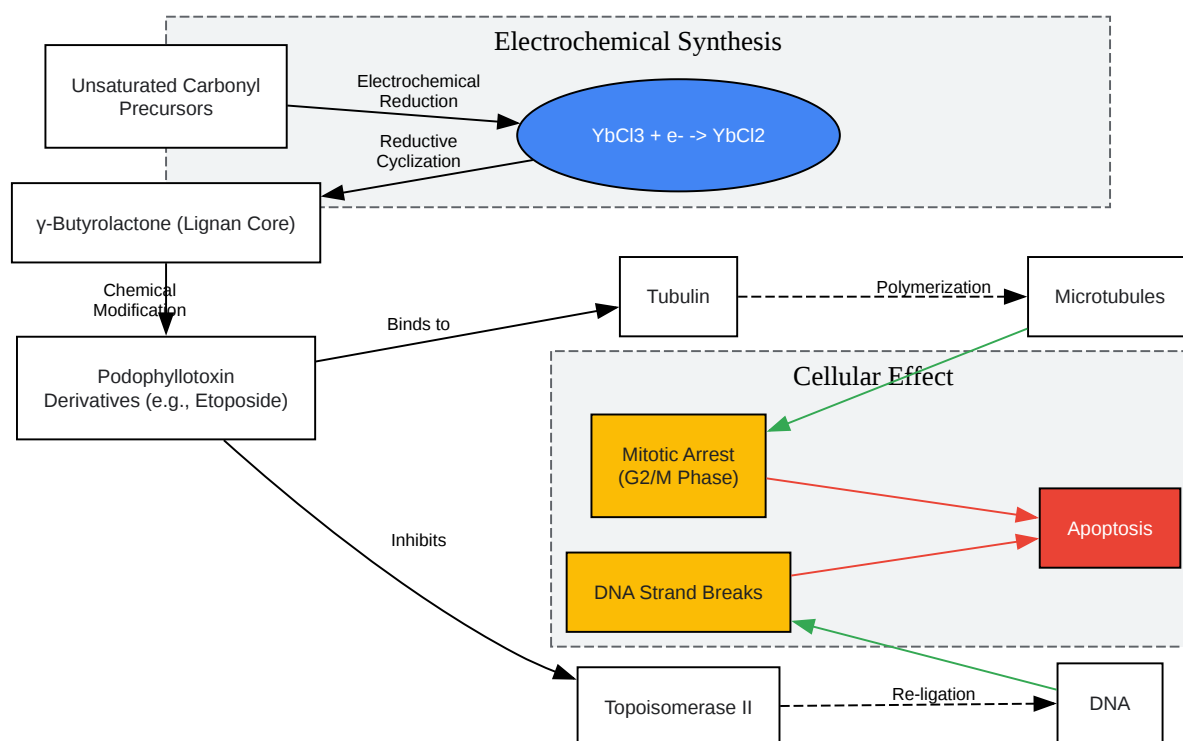 Electrochemical Synthesis
Unsaturated Carbonyl
Precursors
Electrochemical
Reduction
YbCl3 + e- -> YbCl2
Reductive
Cyclization
γ-Butyrolactone (Lignan Core)
Chemical
Modification
Tubulin
Polymerization
Microtubules
Binds to
Podophyllotoxin
Derivatives (e.g., Etoposide)
Cellular Effect
Mitotic Arrest
(G2/M Phase)
Apoptosis
Inhibits
DNA Strand Breaks
Topoisomerase II
Re-ligation
DNA